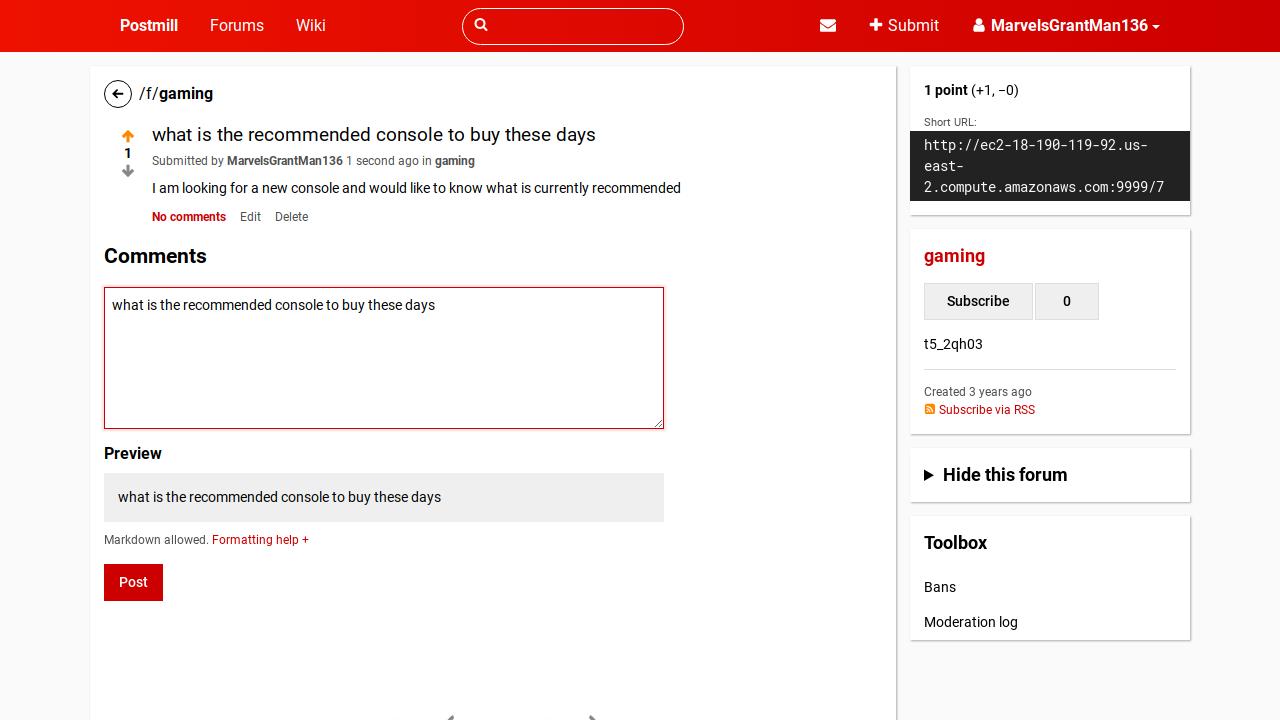 Postmill Forums Wiki Submit MarvelsGrantMan136
/f/gaming
what is the recommended console to buy these days
1
Submitted by MarvelsGrantMan136 1 second ago in gaming
I am looking for a new console and would like to know what is currently recommended
No comments Edit Delete
Comments
what is the recommended console to buy these days
Preview
what is the recommended console to buy these days
Markdown allowed. Formatting help +
Post
1 point (+1, −0)
Short URL:
http://ec2-18-190-119-92.us-
east-
2.compute.amazonaws.com:9999/7
gaming
Subscribe 0
t5_2qh03
Created 3 years ago
Subscribe via RSS
Hide this forum
Toolbox
Bans
Moderation log